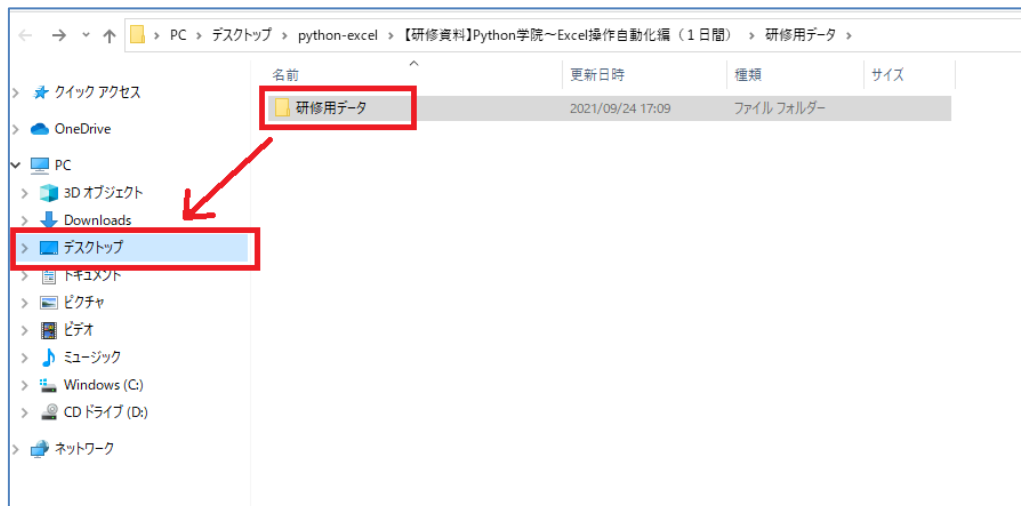 PC › デスクトップ › python-excel › 【研修資料】Python学院～Excel操作自動化編（１日間） › 研修用データ ›
名前 更新日時 種類 サイズ
クイック アクセス
研修用データ 2021/09/24 17:09 ファイル フォルダー
OneDrive
PC
3D オブジェクト
Downloads
デスクトップ
ドキュメント
ピクチャ
ビデオ
ミュージック
Windows (C:)
CD ドライブ (D:)
ネットワーク